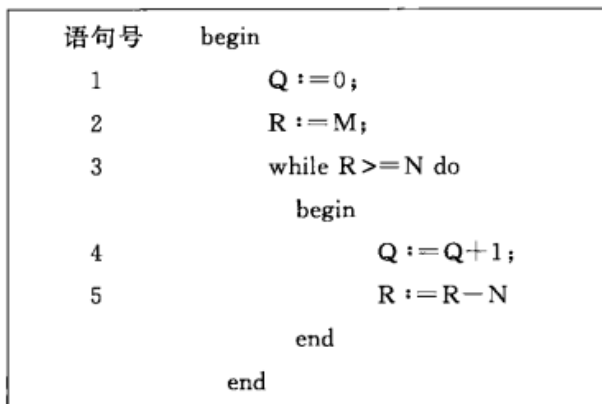 语句号 begin
1 Q :=0;
2 R :=M;
3 while R>=N do
begin
4 Q :=Q+1;
5 R :=R-N
end
end